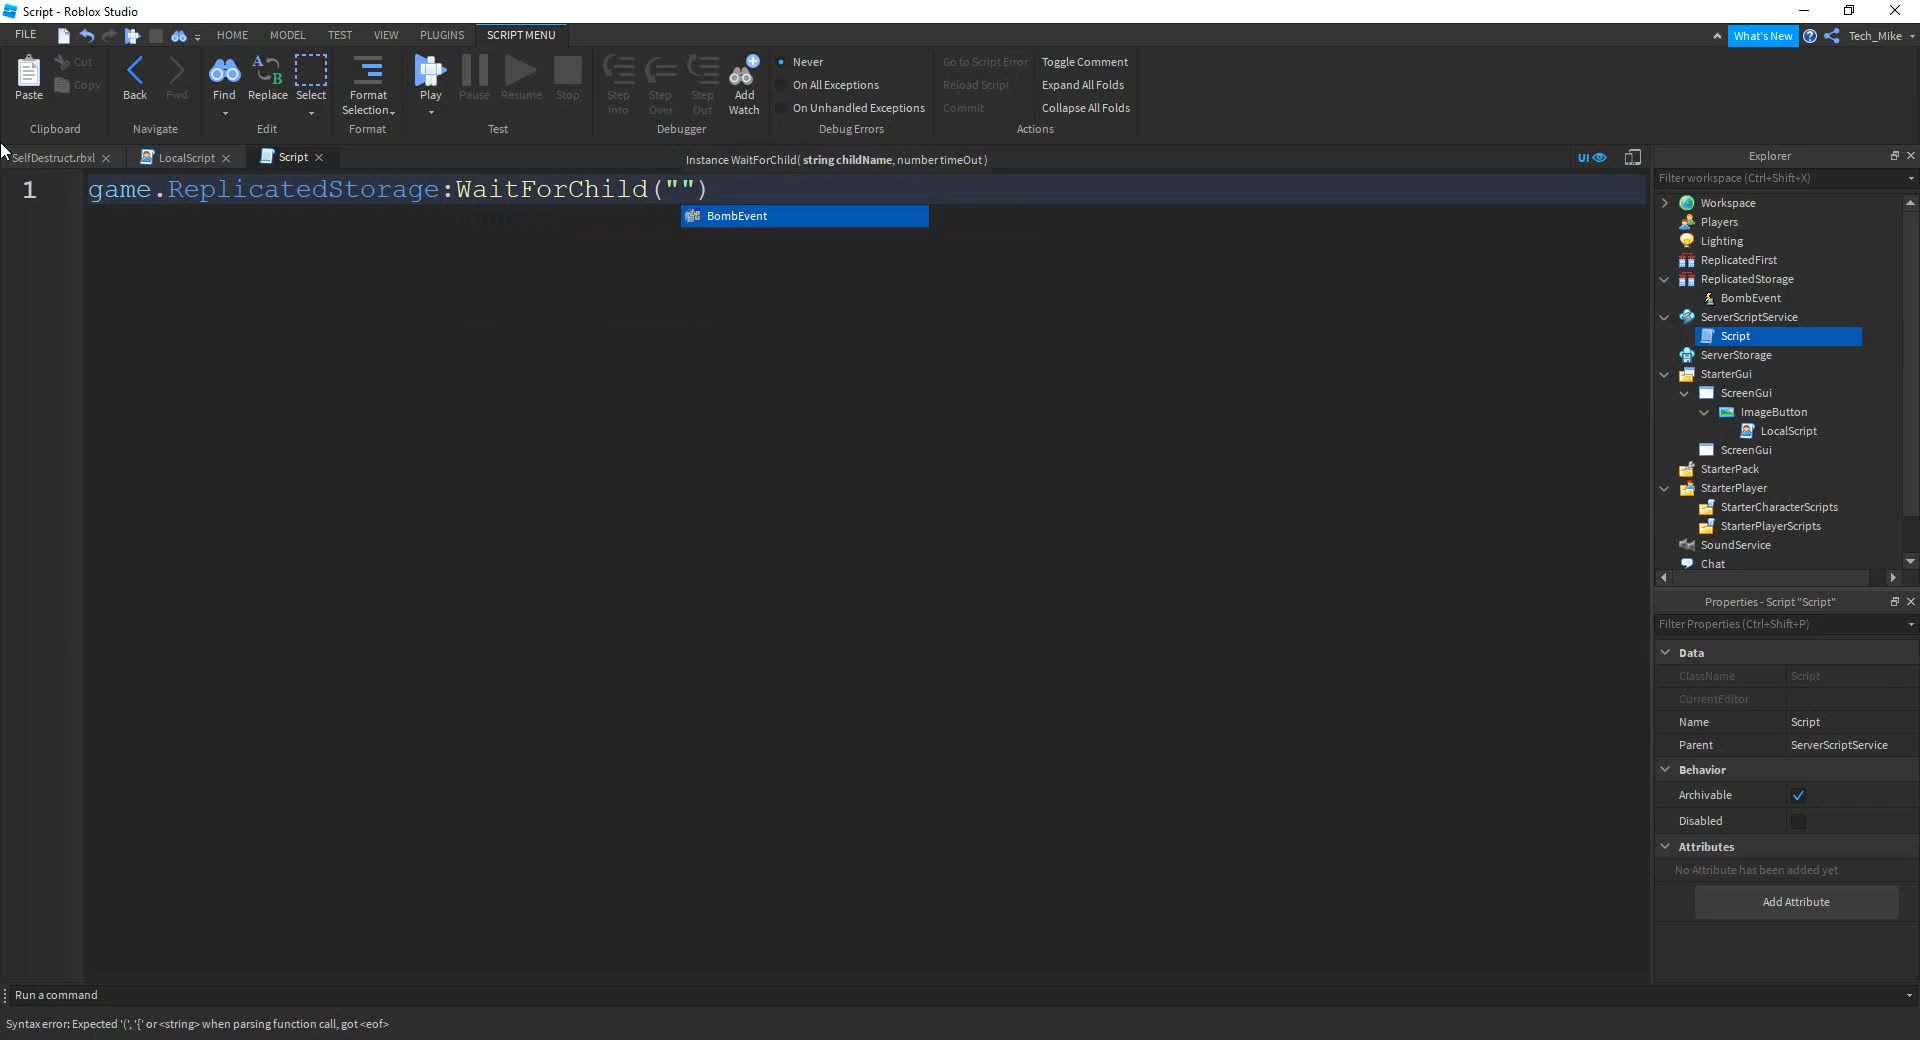 Script - Roblox Studio
FILE HOME MODEL TEST VIEW PLUGINS SCRIPT MENU What's New Tech_Mike
Paste Cut Copy Clipboard
Back Fwd Navigate
Find Replace Select Edit
Format Selection Format
Play Pause Resume Stop Test
Step Into Step Over Step Out Add Watch Debugger
Never
On All Exceptions
On Unhandled Exceptions
Debug Errors
Go to Script Error Toggle Comment
Reload Script Expand All Folds
Commit Collapse All Folds
Actions
SelfDestruct.rbxl LocalScript Script
Instance WaitForChild( string childName, number timeOut )
UI
1 game.ReplicatedStorage:WaitForChild("")
BombEvent
Explorer
Filter workspace (Ctrl+Shift+X)
Workspace
Players
Lighting
ReplicatedFirst
ReplicatedStorage
BombEvent
ServerScriptService
Script
ServerStorage
StarterGui
ScreenGui
ImageButton
LocalScript
ScreenGui
StarterPack
StarterPlayer
StarterCharacterScripts
StarterPlayerScripts
SoundService
Chat
Properties - Script "Script"
Filter Properties (Ctrl+Shift+P)
Data
ClassName Script
CurrentEditor
Name Script
Parent ServerScriptService
Behavior
Archivable
Disabled
Attributes
No Attribute has been added yet
Add Attribute
Run a command
Syntax error: Expected '(', '{' or <string> when parsing function call, got <eof>